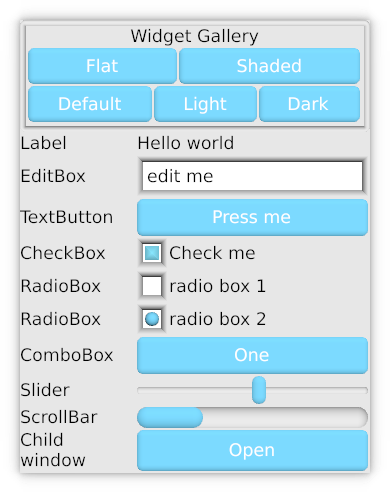 Widget Gallery
Flat Shaded
Default Light Dark
Label Hello world
EditBox edit me
TextButton Press me
CheckBox Check me
RadioBox radio box 1
RadioBox radio box 2
ComboBox One
Slider
ScrollBar
Child
window Open